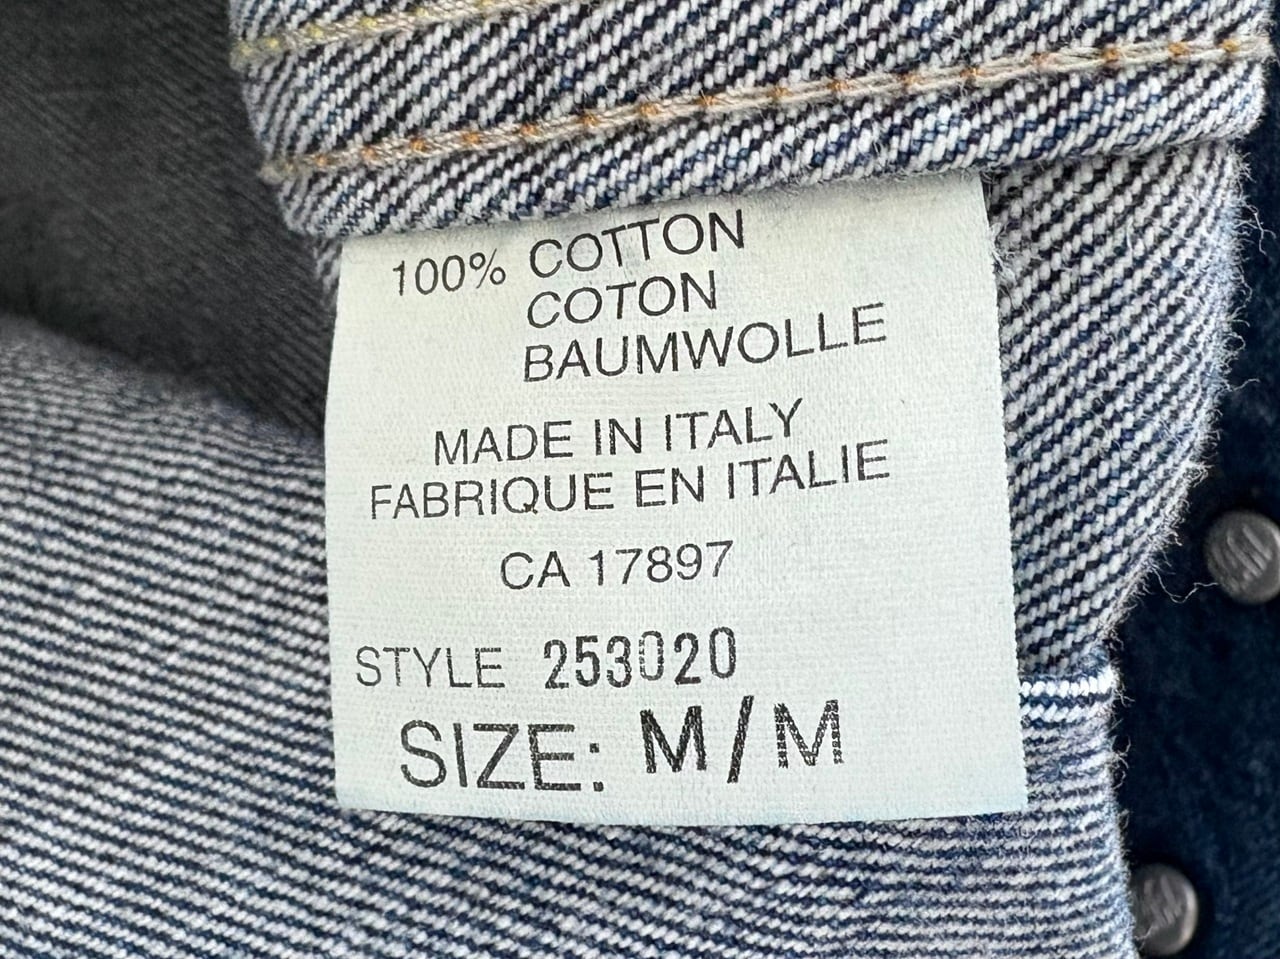 100% COTTON
COTON
BAUMWOLLE
MADE IN ITALY
FABRIQUE EN ITALIE
CA 17897
STYLE 253020
SIZE: M/M